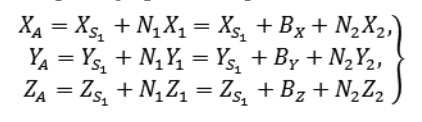 X_A = X_{S_1} + N_1X_1 = X_{S_1} + B_X + N_2X_2,
Y_A = Y_{S_1} + N_1Y_1 = Y_{S_1} + B_Y + N_2Y_2,
Z_A = Z_{S_1} + N_1Z_1 = Z_{S_1} + B_Z + N_2Z_2 }